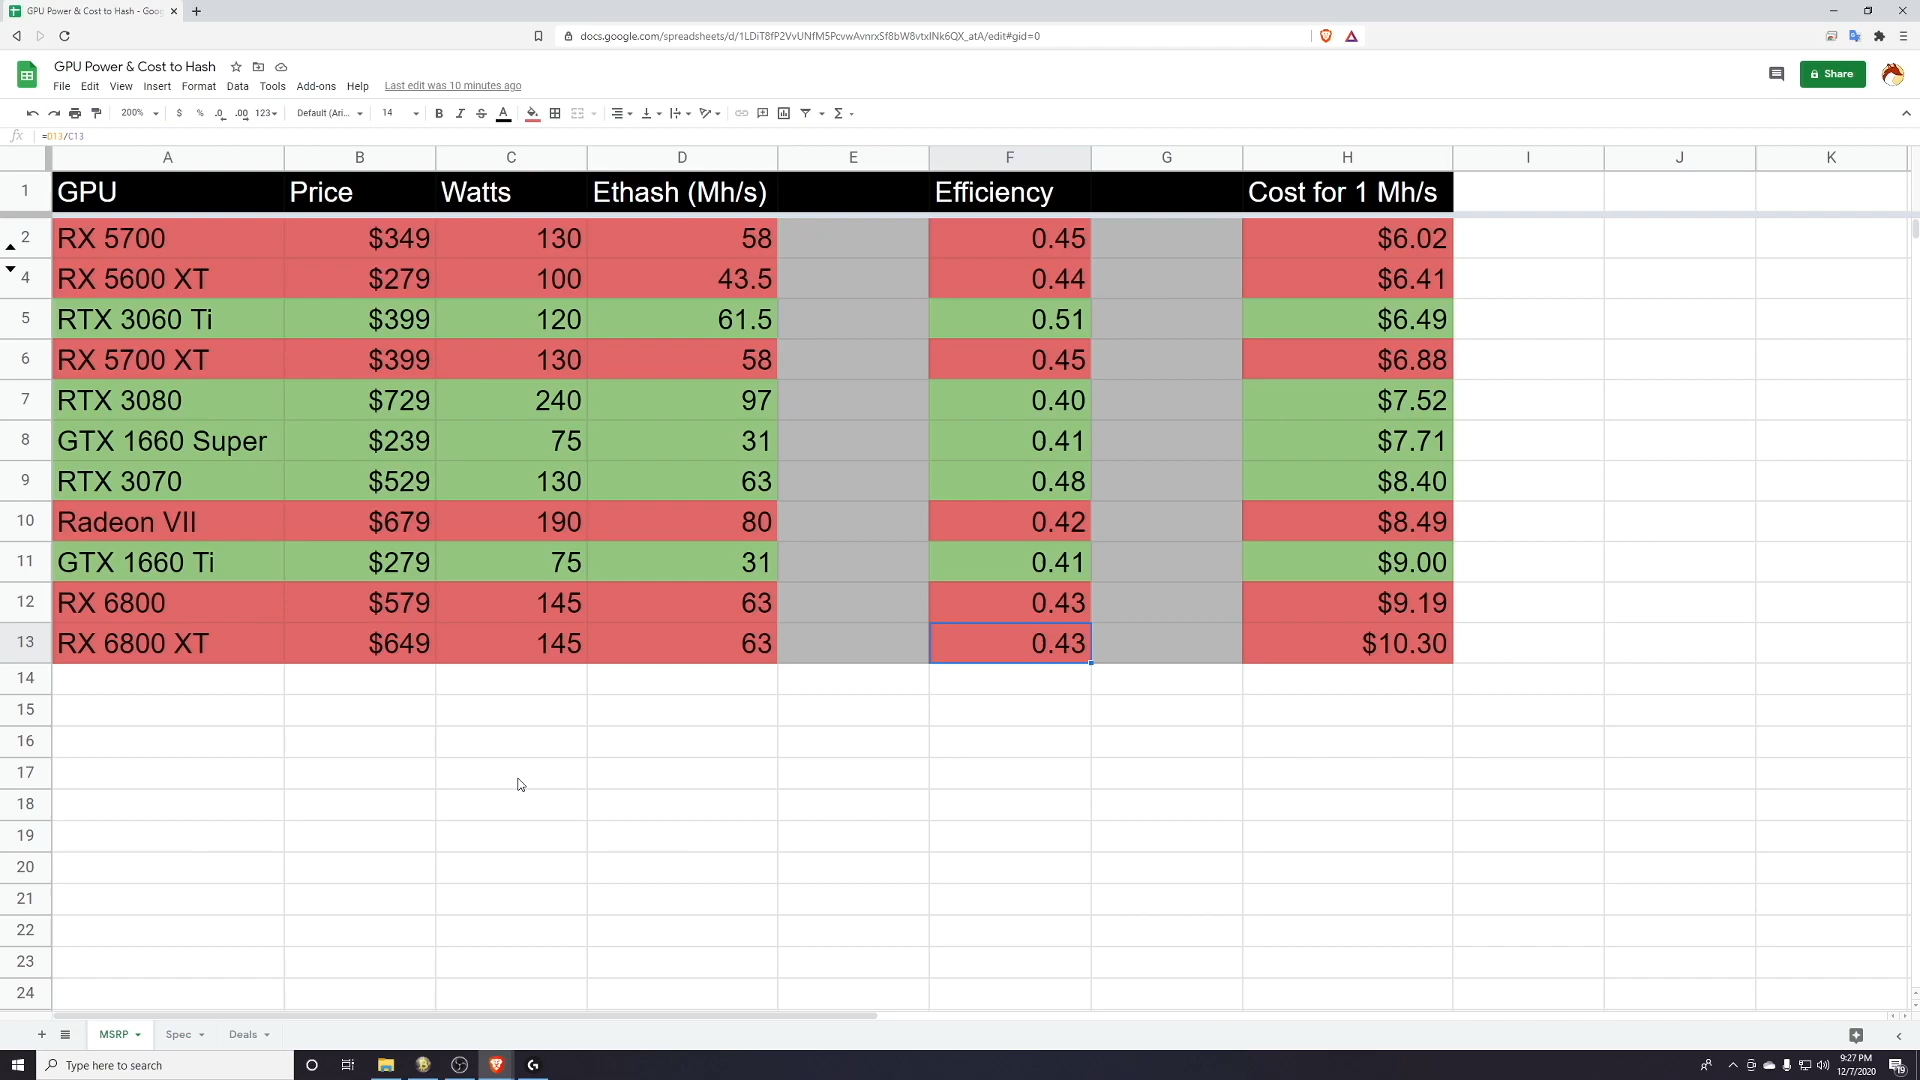 GPU Power & Cost to Hash - Goog
docs.google.com/spreadsheets/d/1LDiT8fP2VvUNfM5PcvwAvnrxSf8bW8vtxINk6QX_atA/edit#gid=0
GPU Power & Cost to Hash
File Edit View Insert Format Data Tools Add-ons Help Last edit was 10 minutes ago
Share
200% $ % .0 .00 123 Default (Ari... 14 B I S A Σ
fx =D13/C13
A B C D E F G H I J K
1 GPU Price Watts Ethash (Mh/s) Efficiency Cost for 1 Mh/s
2 RX 5700 $349 130 58 0.45 $6.02
4 RX 5600 XT $279 100 43.5 0.44 $6.41
5 RTX 3060 Ti $399 120 61.5 0.51 $6.49
6 RX 5700 XT $399 130 58 0.45 $6.88
7 RTX 3080 $729 240 97 0.40 $7.52
8 GTX 1660 Super $239 75 31 0.41 $7.71
9 RTX 3070 $529 130 63 0.48 $8.40
10 Radeon VII $679 190 80 0.42 $8.49
11 GTX 1660 Ti $279 75 31 0.41 $9.00
12 RX 6800 $579 145 63 0.43 $9.19
13 RX 6800 XT $649 145 63 0.43 $10.30
14
15
16
17
18
19
20
21
22
23
24
MSRP Spec Deals
Type here to search
9:27 PM
12/7/2020
19